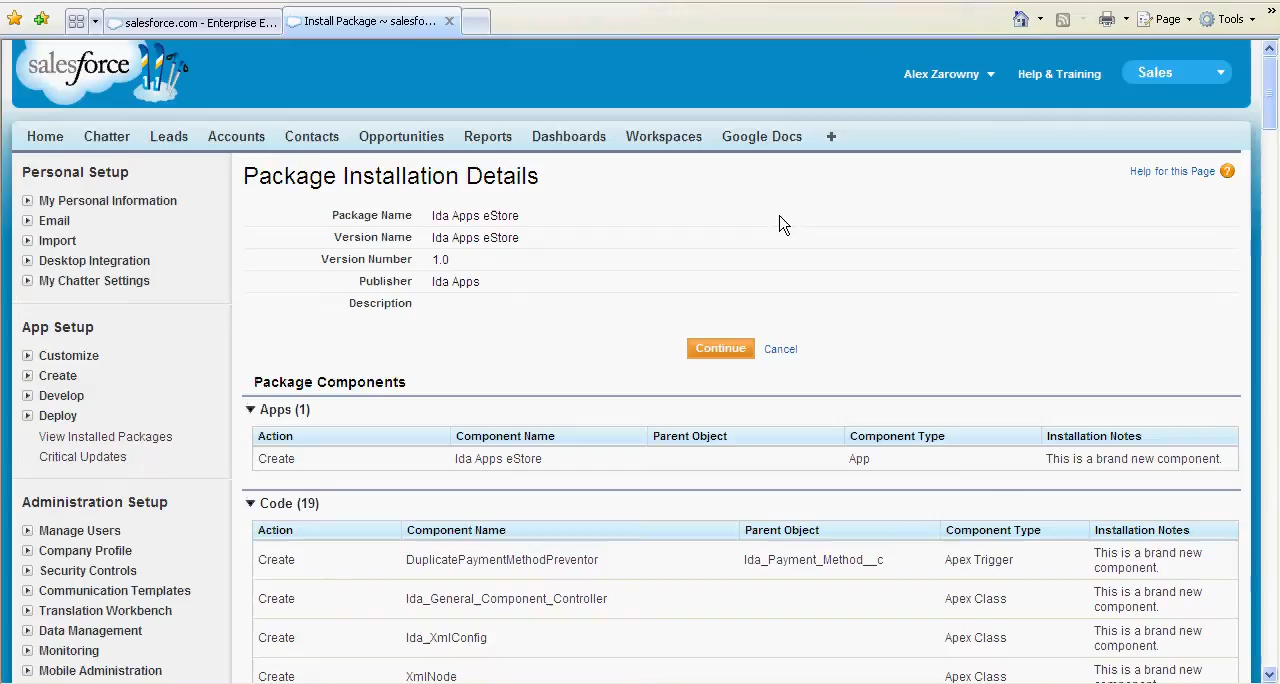 salesforce.com - Enterprise E...
Install Package ~ salesfo...
Page
Tools
salesforce
Alex Zarowny
Help & Training
Sales
Home Chatter Leads Accounts Contacts Opportunities Reports Dashboards Workspaces Google Docs +
Personal Setup
My Personal Information
Email
Import
Desktop Integration
My Chatter Settings
App Setup
Customize
Create
Develop
Deploy
View Installed Packages
Critical Updates
Administration Setup
Manage Users
Company Profile
Security Controls
Communication Templates
Translation Workbench
Data Management
Monitoring
Mobile Administration
Package Installation Details
Help for this Page ?
Package Name Ida Apps eStore
Version Name Ida Apps eStore
Version Number 1.0
Publisher Ida Apps
Description
Continue Cancel
Package Components
Apps (1)
Action Component Name Parent Object Component Type Installation Notes
Create Ida Apps eStore App This is a brand new component.
Code (19)
Action Component Name Parent Object Component Type Installation Notes
Create DuplicatePaymentMethodPreventor Ida_Payment_Method__c Apex Trigger This is a brand new
component.
Create Ida_General_Component_Controller Apex Class This is a brand new
component.
Create Ida_XmlConfig Apex Class This is a brand new
component.
Create XmlNode Apex Class This is a brand new